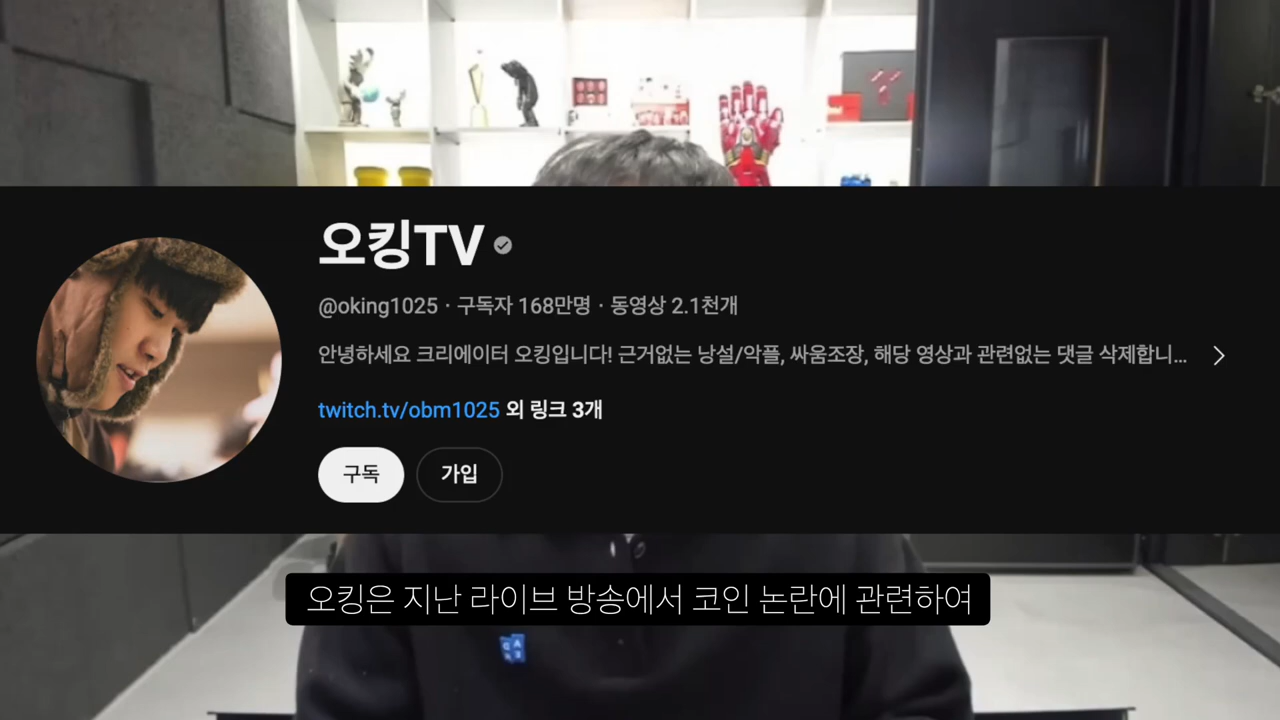 오킹TV
@oking1025 · 구독자 168만명 · 동영상 2.1천개
안녕하세요 크리에이터 오킹입니다! 근거없는 낭설/악플, 싸움조장, 해당 영상과 관련없는 댓글 삭제합니...
twitch.tv/obm1025 외 링크 3개
구독 가입
오킹은 지난 라이브 방송에서 코인 논란에 관련하여